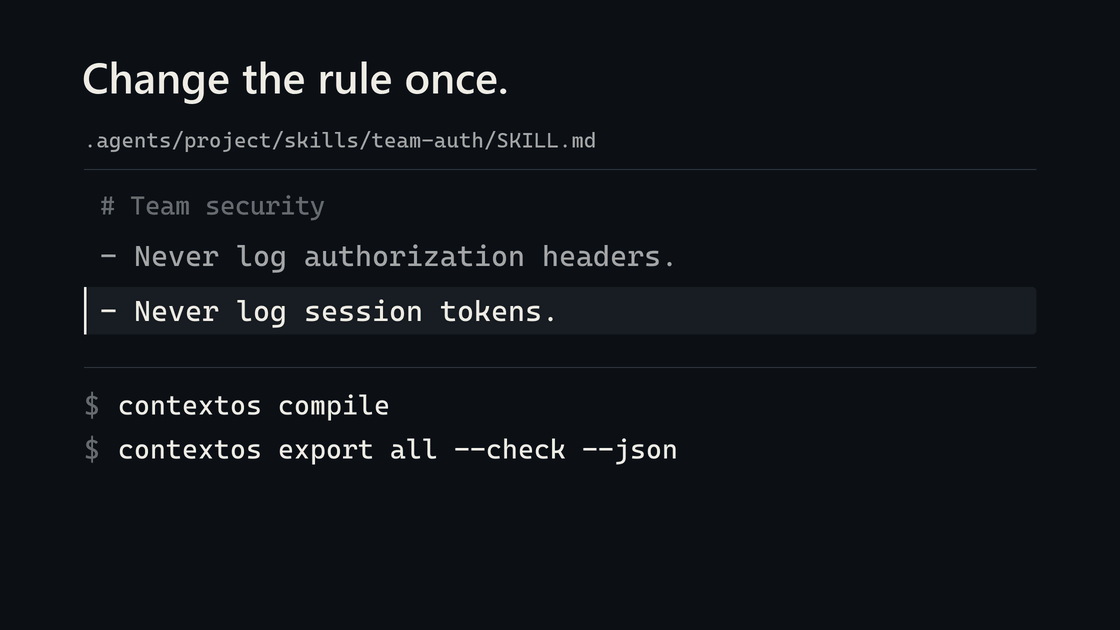 Change the rule once.
.agents/project/skills/team-auth/SKILL.md
# Team security
- Never log authorization headers.
- Never log session tokens.
$ contextos compile
$ contextos export all --check --json